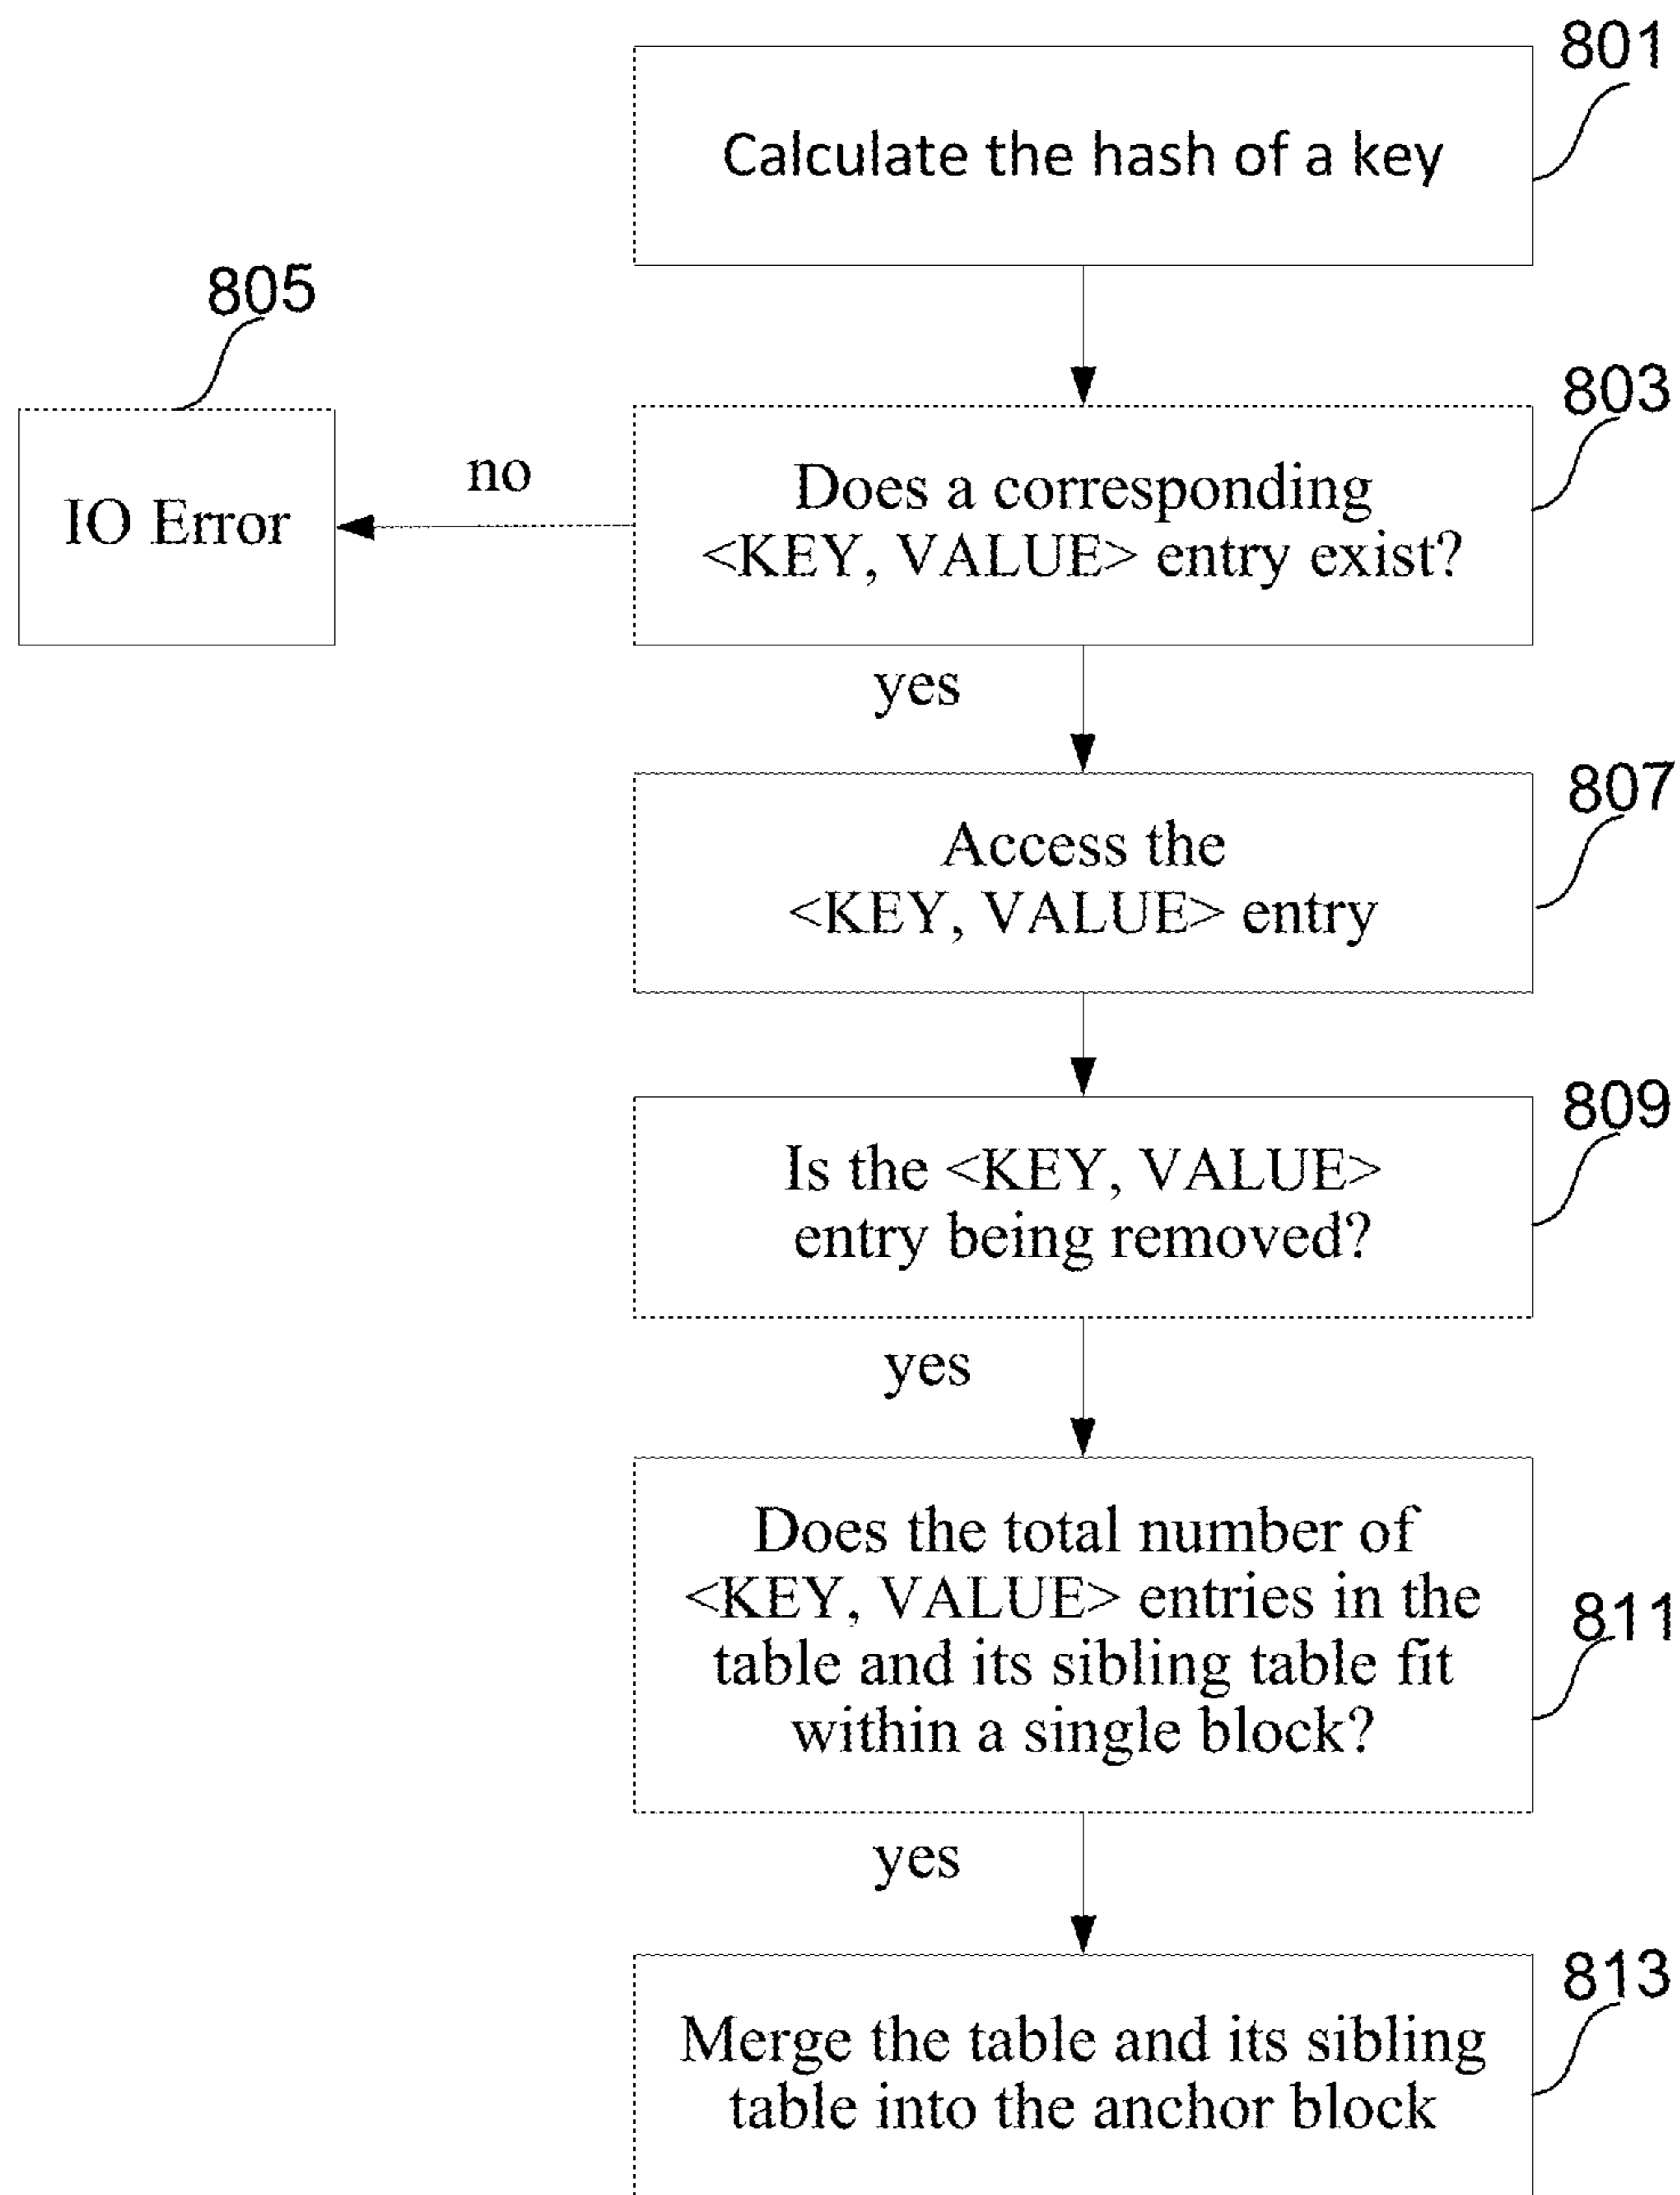 801
Calculate the hash of a key
805
803
IO Error
no
Does a corresponding
<KEY, VALUE> entry exist?
yes
807
Access the
<KEY, VALUE> entry
809
Is the <KEY, VALUE>
entry being removed?
yes
Does the total number of
<KEY, VALUE> entries in the
table and its sibling table fit
within a single block?
811
yes
813
Merge the table and its sibling
table into the anchor block